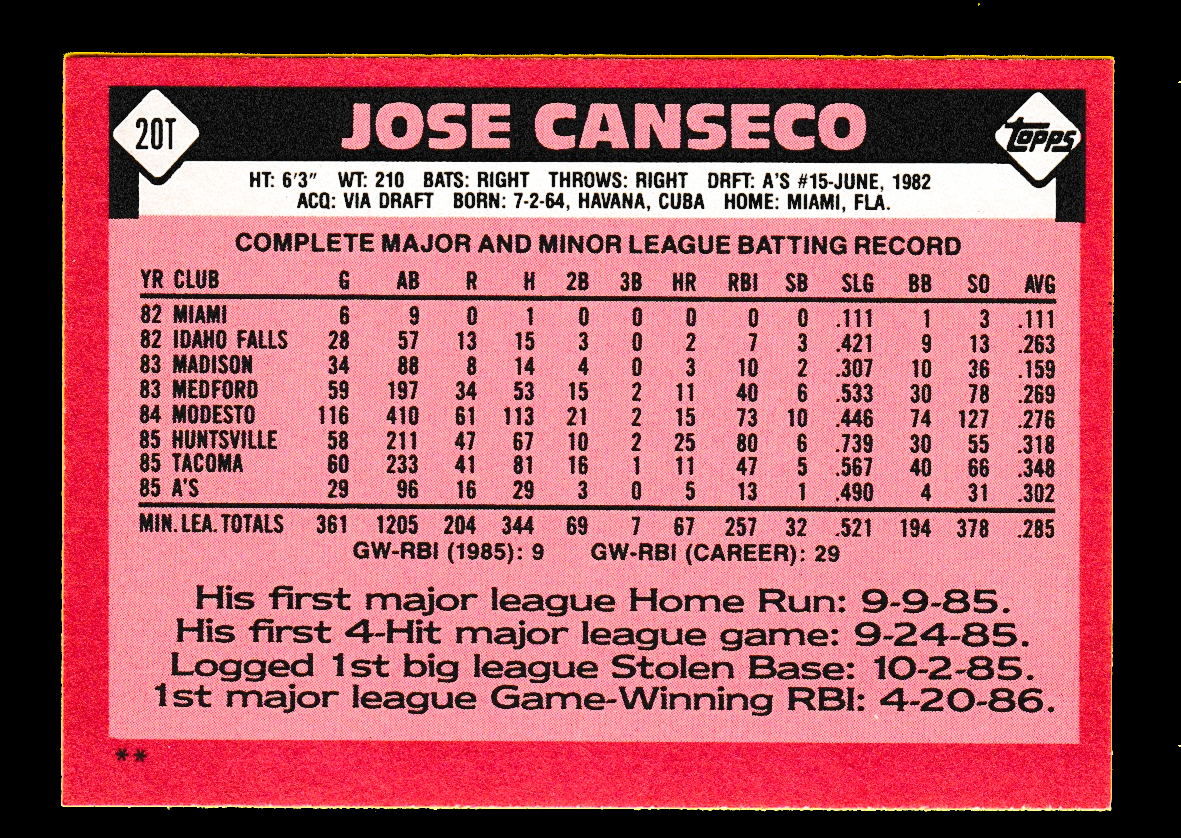 20T
JOSE CANSECO
TOPPS
HT: 6'3" WT: 210 BATS: RIGHT THROWS: RIGHT DRFT: A'S #15-JUNE, 1982
ACQ: VIA DRAFT BORN: 7-2-64, HAVANA, CUBA HOME: MIAMI, FLA.
COMPLETE MAJOR AND MINOR LEAGUE BATTING RECORD
YR CLUB G AB R H 2B 3B HR RBI SB SLG BB SO AVG
82 MIAMI 6 9 0 1 0 0 0 0 0 .111 1 3 .111
82 IDAHO FALLS 28 57 13 15 3 0 2 7 3 .421 9 13 .263
83 MADISON 34 88 8 14 4 0 3 10 2 .307 10 36 .159
83 MEDFORD 59 197 34 53 15 2 11 40 6 .533 30 78 .269
84 MODESTO 116 410 61 113 21 2 15 73 10 .446 74 127 .276
85 HUNTSVILLE 58 211 47 67 10 2 25 80 6 .739 30 55 .318
85 TACOMA 60 233 41 81 16 1 11 47 5 .567 40 66 .348
85 A'S 29 96 16 29 3 0 5 13 1 .490 4 31 .302
MIN. LEA. TOTALS 361 1205 204 344 69 7 67 257 32 .521 194 378 .285
GW-RBI (1985): 9 GW-RBI (CAREER): 29
His first major league Home Run: 9-9-85.
His first 4-Hit major league game: 9-24-85.
Logged 1st big league Stolen Base: 10-2-85.
1st major league Game-Winning RBI: 4-20-86.
**